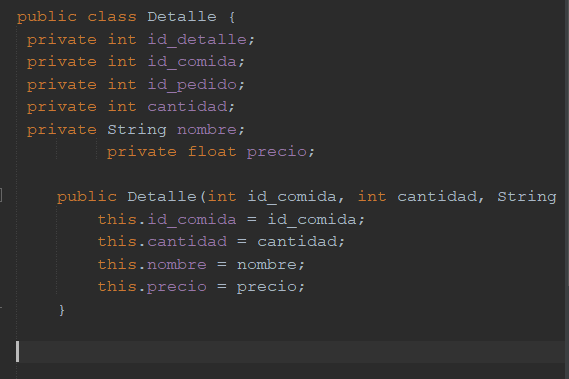 public class Detalle {
private int id_detalle;
private int id_comida;
private int id_pedido;
private int cantidad;
private String nombre;
private float precio;
public Detalle(int id_comida, int cantidad, String
this.id_comida = id_comida;
this.cantidad = cantidad;
this.nombre = nombre;
this.precio = precio;
}